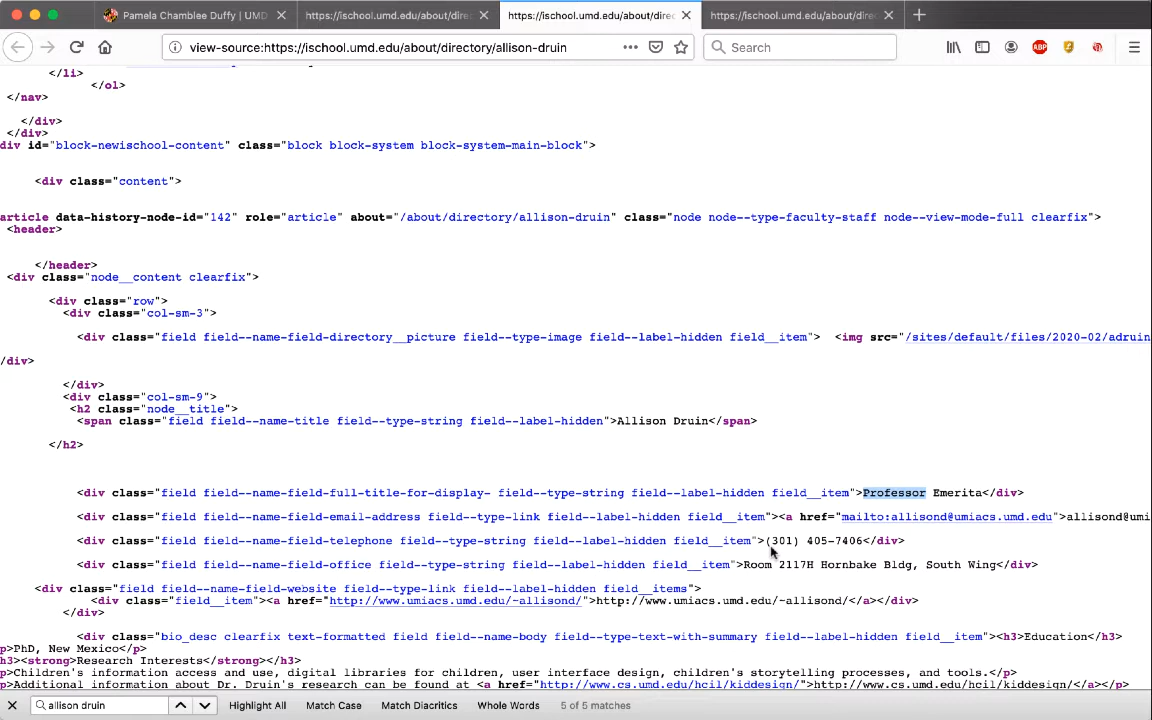 Pamela Chamblee Duffy | UMD
https://ischool.umd.edu/about/dire
https://ischool.umd.edu/about/direc
https://ischool.umd.edu/about/direc
view-source:https://ischool.umd.edu/about/directory/allison-druin
Search
ABP
</li>
</ol>
</nav>
</div>
</div>
div id="block-newischool-content" class="block block-system block-system-main-block">
<div class="content">
article data-history-node-id="142" role="article" about="/about/directory/allison-druin" class="node node--type-faculty-staff node--view-mode-full clearfix">
<header>
</header>
<div class="node__content clearfix">
<div class="row">
<div class="col-sm-3">
<div class="field field--name-field-directory__picture field--type-image field--label-hidden field__item"> <img src="/sites/default/files/2020-02/adruin
/div>
</div>
<div class="col-sm-9">
<h2 class="node__title">
<span class="field field--name-title field--type-string field--label-hidden">Allison Druin</span>
</h2>
<div class="field field--name-field-full-title-for-display- field--type-string field--label-hidden field__item">Professor Emerita</div>
<div class="field field--name-field-email-address field--type-link field--label-hidden field__item"><a href="mailto:allisond@umiacs.umd.edu">allisond@umi
<div class="field field--name-field-telephone field--type-string field--label-hidden field__item">(301) 405-7406</div>
<div class="field field--name-field-office field--type-string field--label-hidden field__item">Room 2117H Hornbake Bldg, South Wing</div>
<div class="field field--name-field-website field--type-link field--label-hidden field__items">
<div class="field__item"><a href="http://www.umiacs.umd.edu/~allisond/">http://www.umiacs.umd.edu/~allisond/</a></div>
</div>
<div class="bio_desc clearfix text-formatted field field--name-body field--type-text-with-summary field--label-hidden field__item"><h3>Education</h3>
p>PhD, New Mexico</p>
h3><strong>Research Interests</strong></h3>
p>Children's information access and use, digital libraries for children, user interface design, children's storytelling processes, and tools.</p>
p>Additional information about Dr. Druin's research can be found at <a href="http://www.cs.umd.edu/hcil/kiddesign/">http://www.cs.umd.edu/hcil/kiddesign/</a></p>
allison druin
Highlight All
Match Case
Match Diacritics
Whole Words
5 of 5 matches